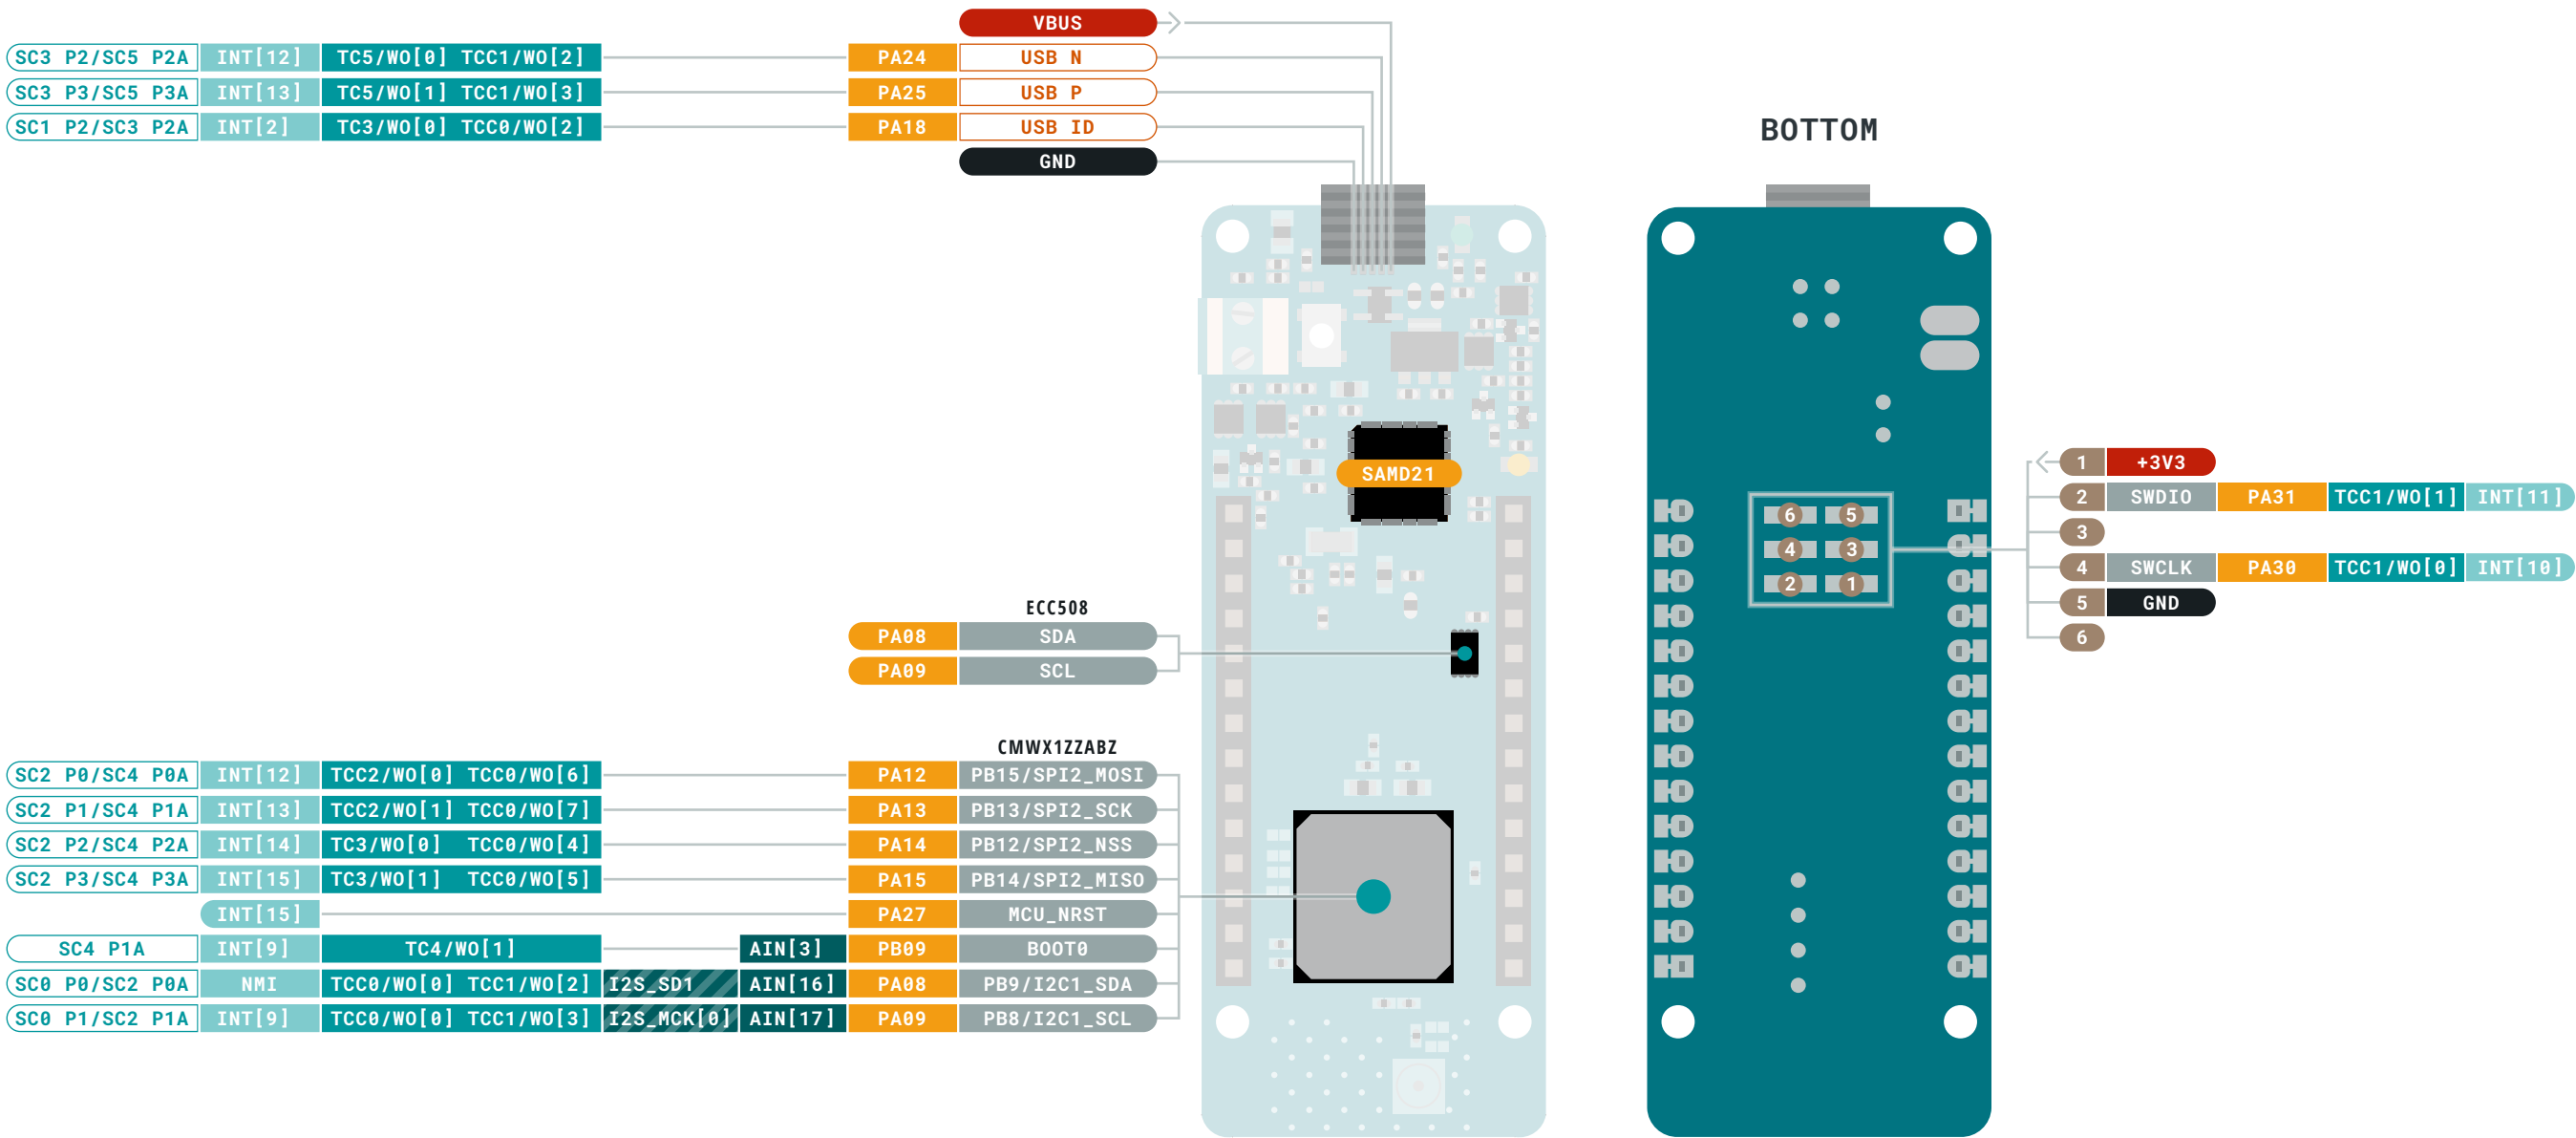 VBUS
SC3 P2/SC5 P2A INT[12] TC5/WO[0] TCC1/WO[2] PA24 USB N
SC3 P3/SC5 P3A INT[13] TC5/WO[1] TCC1/WO[3] PA25 USB P
SC1 P2/SC3 P2A INT[2] TC3/WO[0] TCC0/WO[2] PA18 USB ID
GND
BOTTOM
SAMD21
1 +3V3
2 SWDIO PA31 TCC1/WO[1] INT[11]
3
4 SWCLK PA30 TCC1/WO[0] INT[10]
5 GND
6
6 5
4 3
2 1
ECC508
PA08 SDA
PA09 SCL
CMWX1ZZABZ
SC2 P0/SC4 P0A INT[12] TCC2/WO[0] TCC0/WO[6] PA12 PB15/SPI2_MOSI
SC2 P1/SC4 P1A INT[13] TCC2/WO[1] TCC0/WO[7] PA13 PB13/SPI2_SCK
SC2 P2/SC4 P2A INT[14] TC3/WO[0] TCC0/WO[4] PA14 PB12/SPI2_NSS
SC2 P3/SC4 P3A INT[15] TC3/WO[1] TCC0/WO[5] PA15 PB14/SPI2_MISO
INT[15] PA27 MCU_NRST
SC4 P1A INT[9] TC4/WO[1] AIN[3] PB09 BOOT0
SC0 P0/SC2 P0A NMI TCC0/WO[0] TCC1/WO[2] I2S_SD1 AIN[16] PA08 PB9/I2C1_SDA
SC0 P1/SC2 P1A INT[9] TCC0/WO[0] TCC1/WO[3] I2S_MCK[0] AIN[17] PA09 PB8/I2C1_SCL